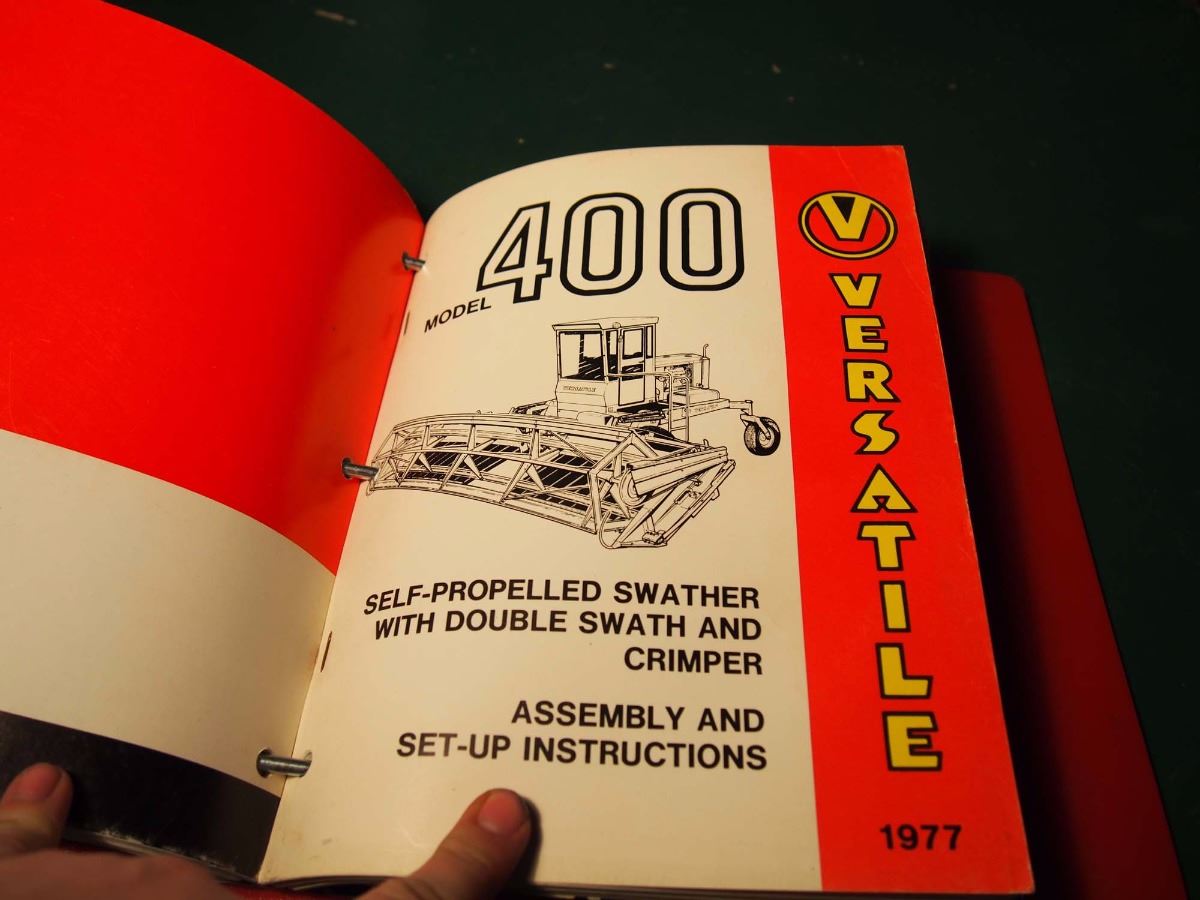 MODEL 400
SELF-PROPELLED SWATHER
WITH DOUBLE SWATH AND
CRIMPER
ASSEMBLY AND
SET-UP INSTRUCTIONS
V
VERSATILE
1977